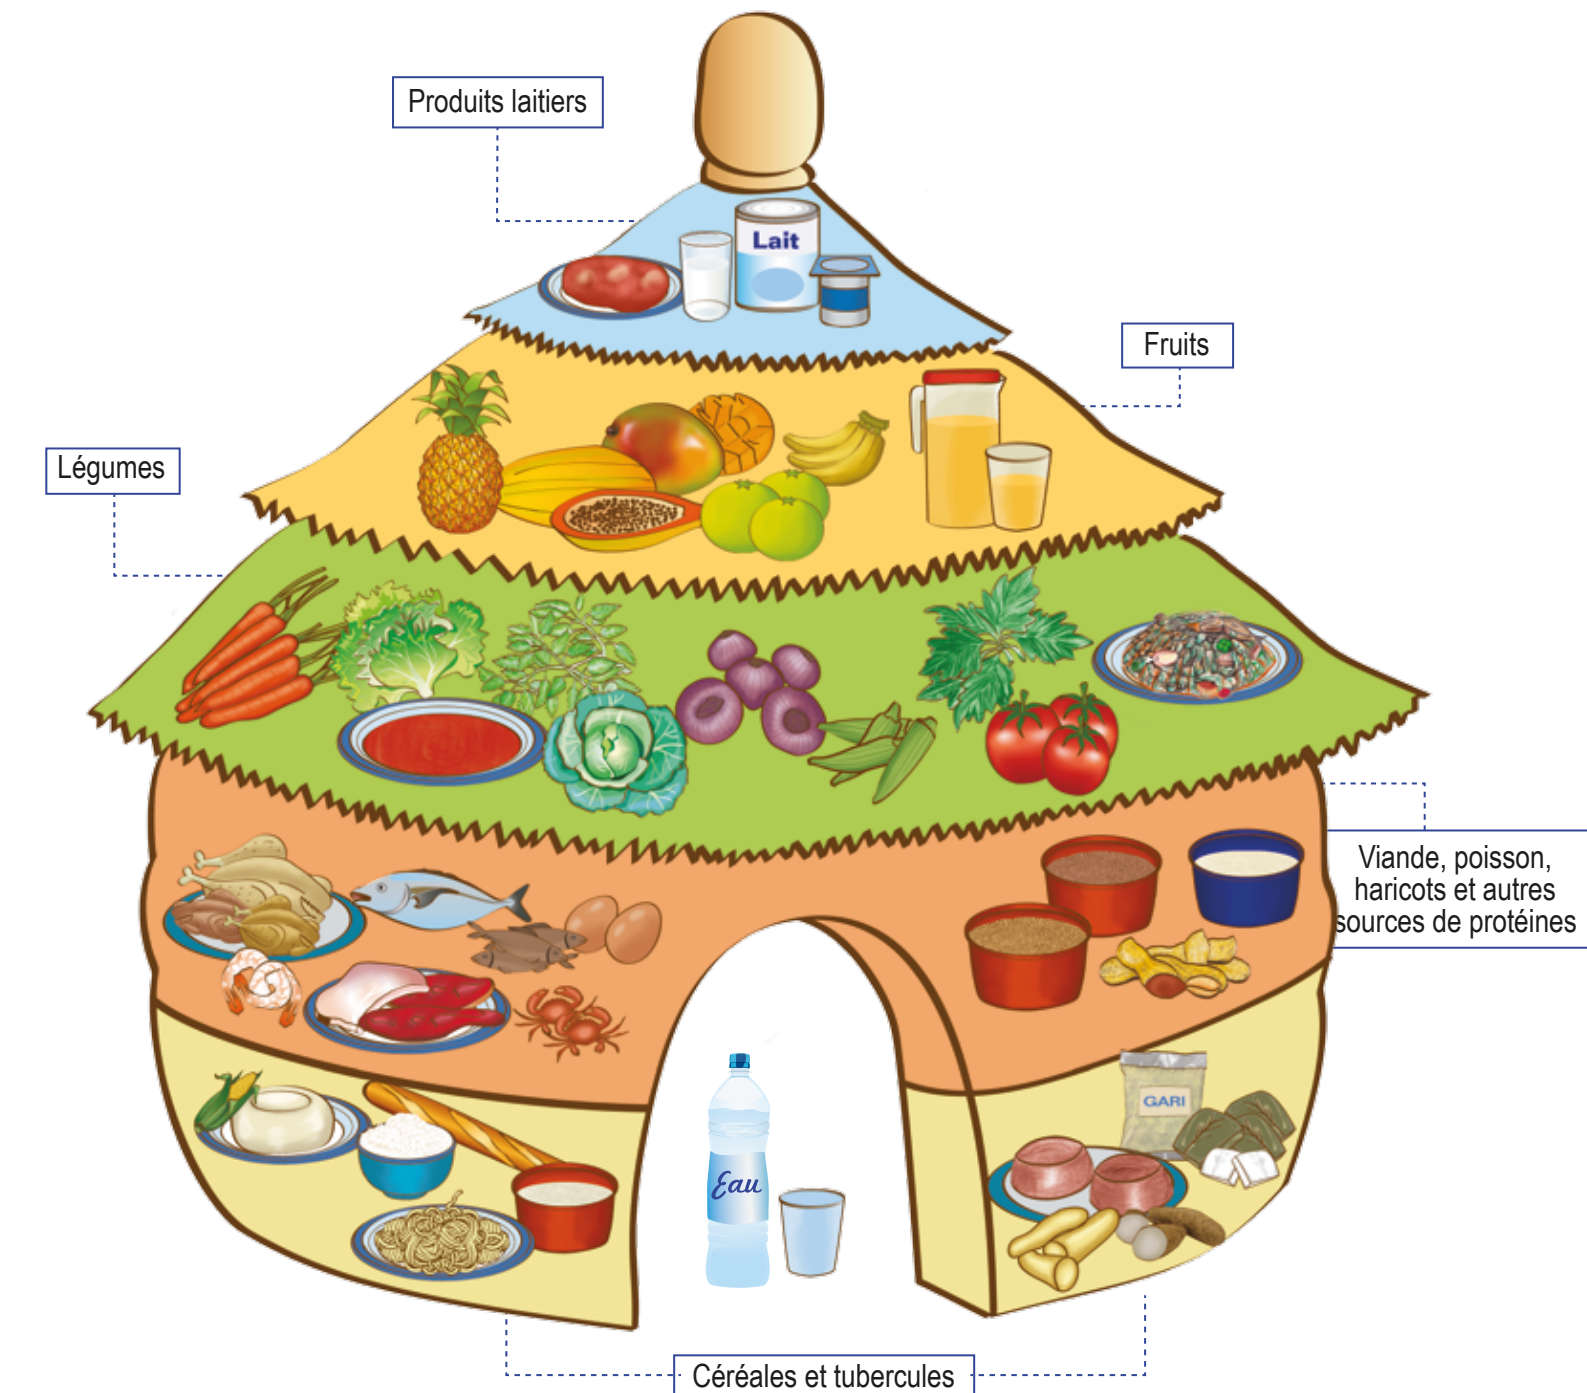 Produits laitiers
Lait
Fruits
Légumes
Viande, poisson,
haricots et autres
sources de protéines
GARI
Eau
Céréales et tubercules